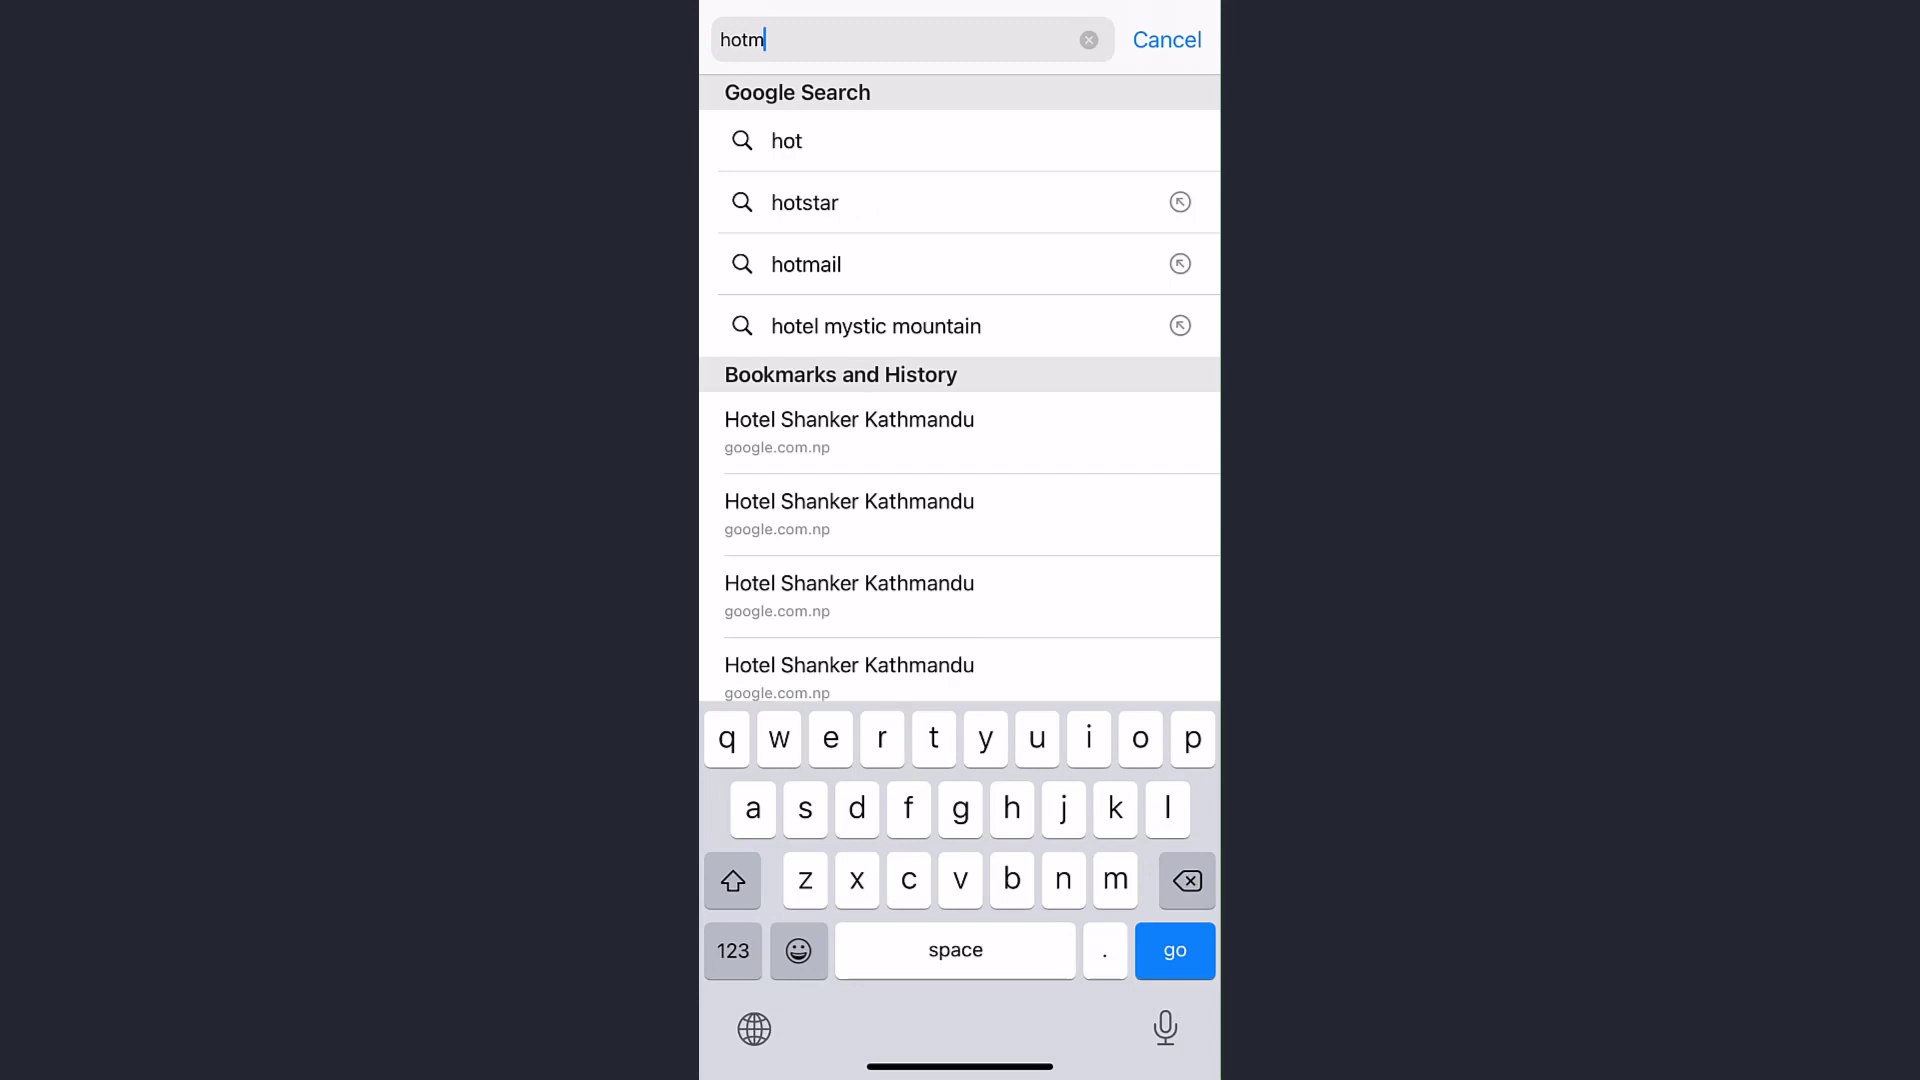 hotm
Cancel
Google Search
hot
hotstar
hotmail
hotel mystic mountain
Bookmarks and History
Hotel Shanker Kathmandu
google.com.np
Hotel Shanker Kathmandu
google.com.np
Hotel Shanker Kathmandu
google.com.np
Hotel Shanker Kathmandu
google.com.np
q w e r t y u i o p
a s d f g h j k l
z x c v b n m
123 space . go